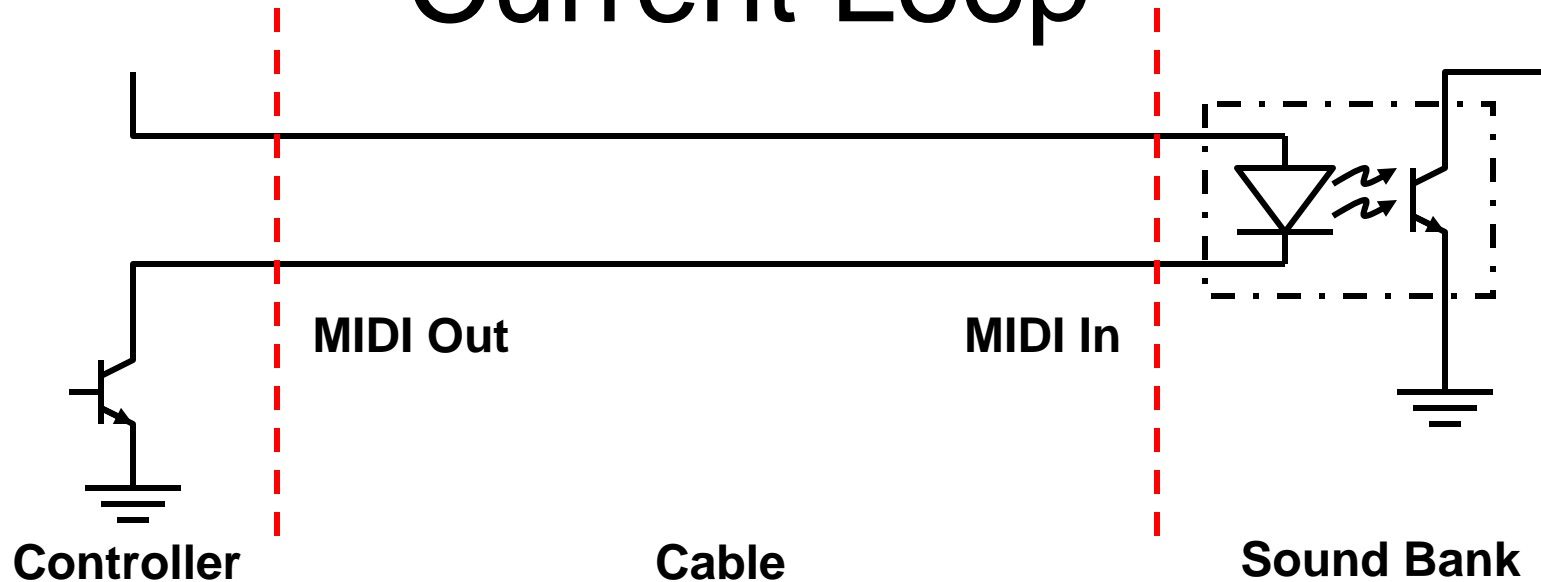 Current Loop
MIDI Out
MIDI In
Controller
Cable
Sound Bank